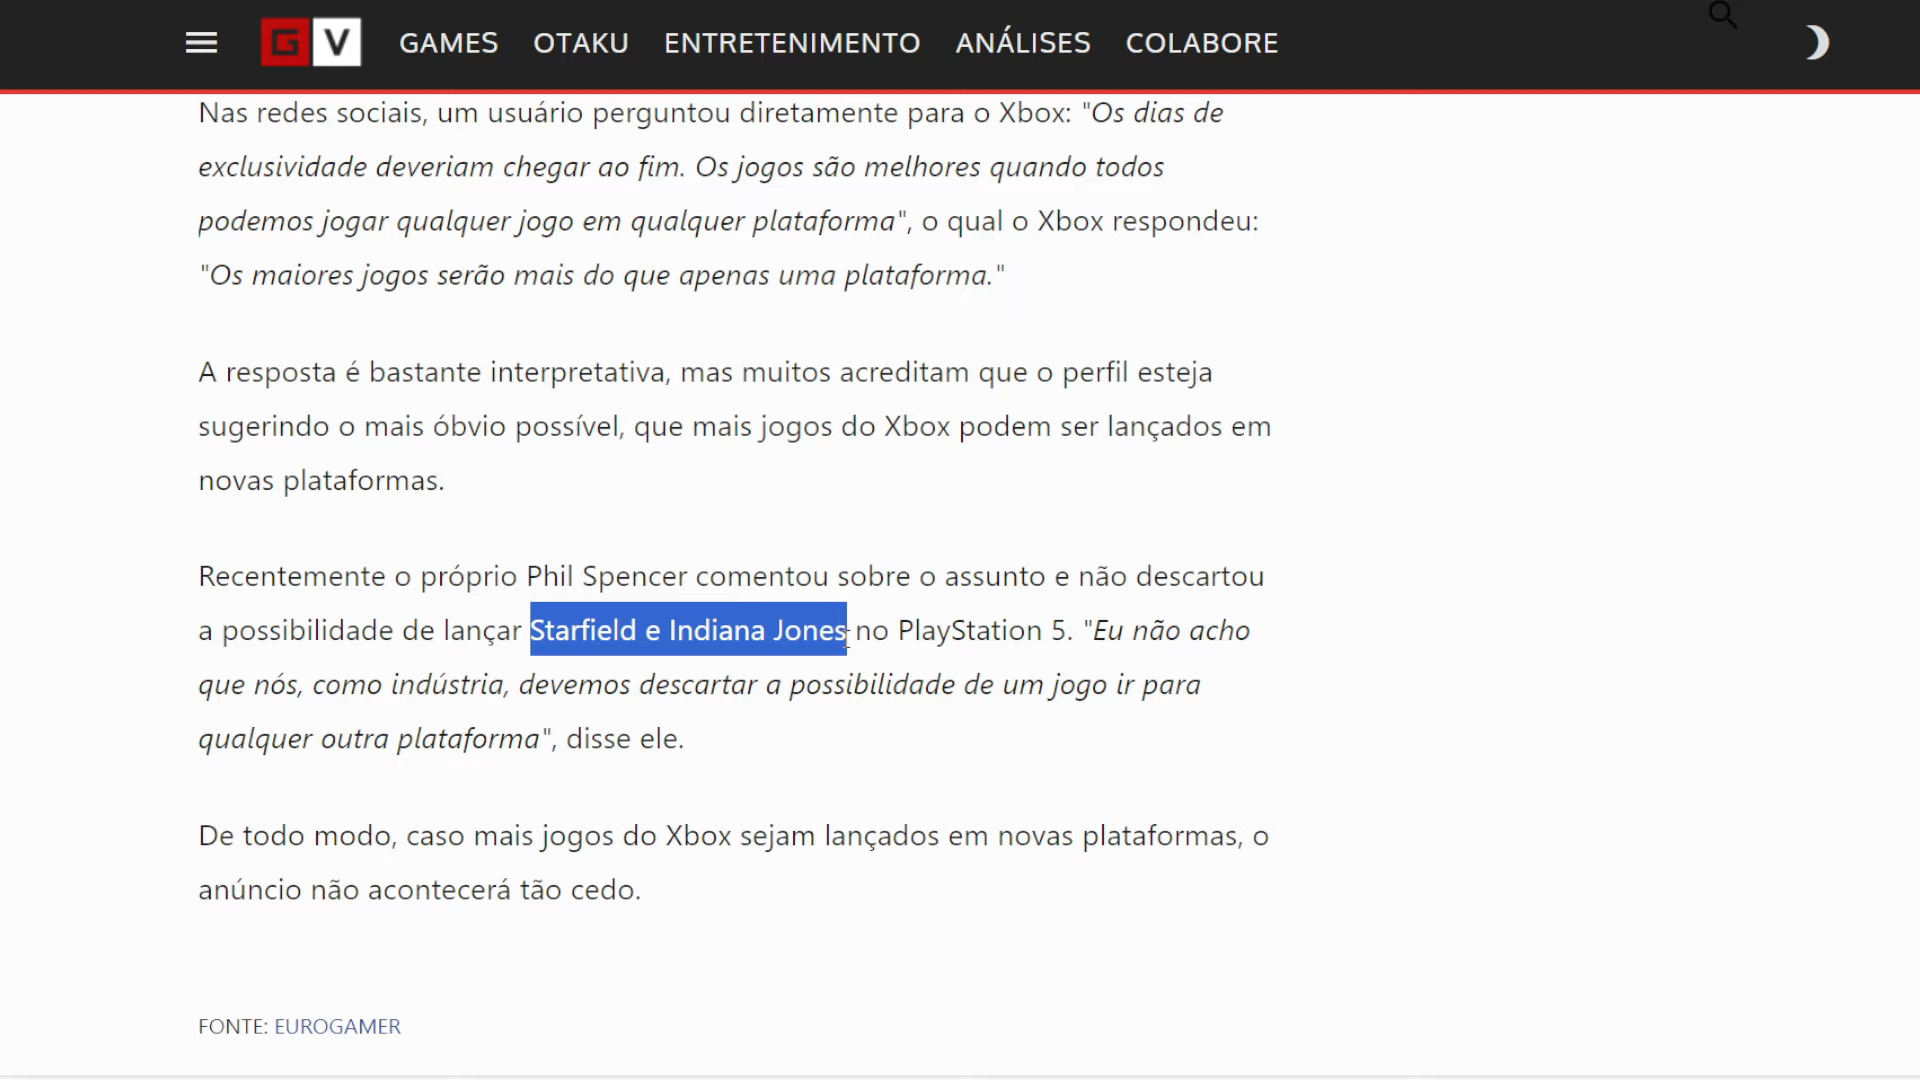 G V GAMES OTAKU ENTRETENIMENTO ANÁLISES COLABORE
Nas redes sociais, um usuário perguntou diretamente para o Xbox: "Os dias de
exclusividade deveriam chegar ao fim. Os jogos são melhores quando todos
podemos jogar qualquer jogo em qualquer plataforma", o qual o Xbox respondeu:
"Os maiores jogos serão mais do que apenas uma plataforma."
A resposta é bastante interpretativa, mas muitos acreditam que o perfil esteja
sugerindo o mais óbvio possível, que mais jogos do Xbox podem ser lançados em
novas plataformas.
Recentemente o próprio Phil Spencer comentou sobre o assunto e não descartou
a possibilidade de lançar Starfield e Indiana Jones no PlayStation 5. "Eu não acho
que nós, como indústria, devemos descartar a possibilidade de um jogo ir para
qualquer outra plataforma", disse ele.
De todo modo, caso mais jogos do Xbox sejam lançados em novas plataformas, o
anúncio não acontecerá tão cedo.
FONTE: EUROGAMER